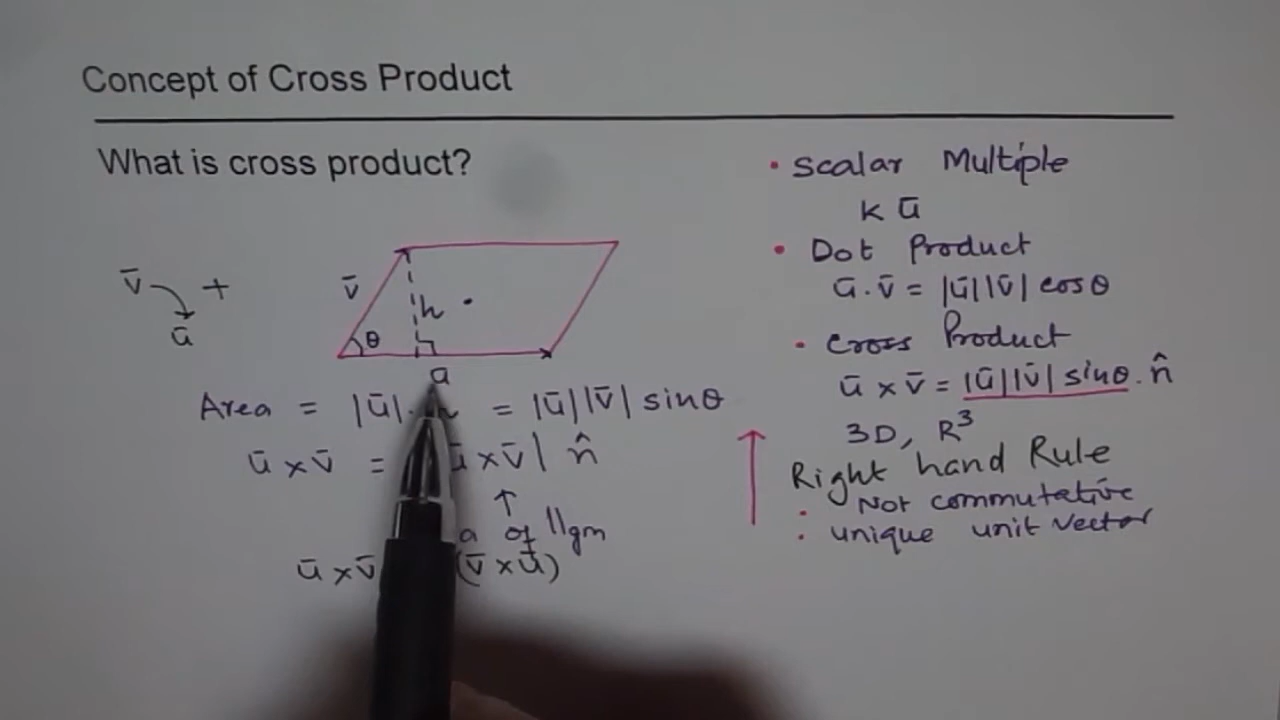 Concept of Cross Product
What is cross product?
v̄ +
ū
v̄
h
θ
ū
Area = |ū|. = |ū||v̄| sinθ
ū × v̄ = ū × v̄| n̂
↑
a of ||gm
ū × v̄ (v̄ × ū)
• Scalar Multiple
K ū
• Dot Product
ū . v̄ = |ū||v̄| cosθ
• Cross Product
ū × v̄ = |ū||v̄| sinθ . n̂
3D, R³
Right hand Rule
• Not commutative
• unique unit vector